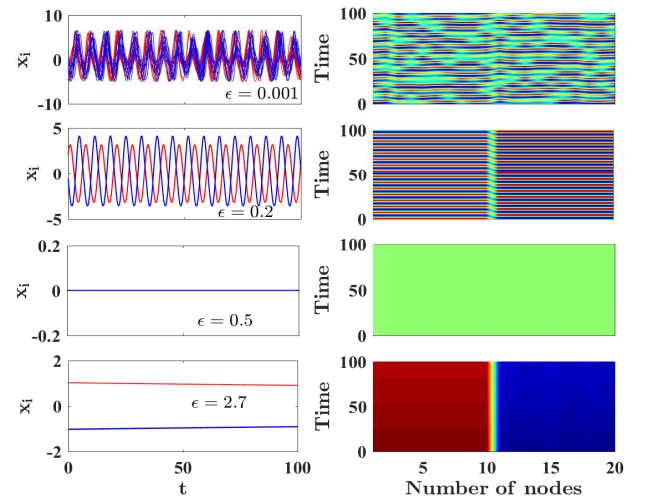 10
0
-10
x_i
ϵ = 0.001
100
50
0
Time
5
0
-5
x_i
ϵ = 0.2
100
50
0
Time
0.2
0
-0.2
x_i
ϵ = 0.5
100
50
0
Time
2
0
-2
x_i
ϵ = 2.7
0 50 100
t
100
50
0
Time
5 10 15 20
Number of nodes